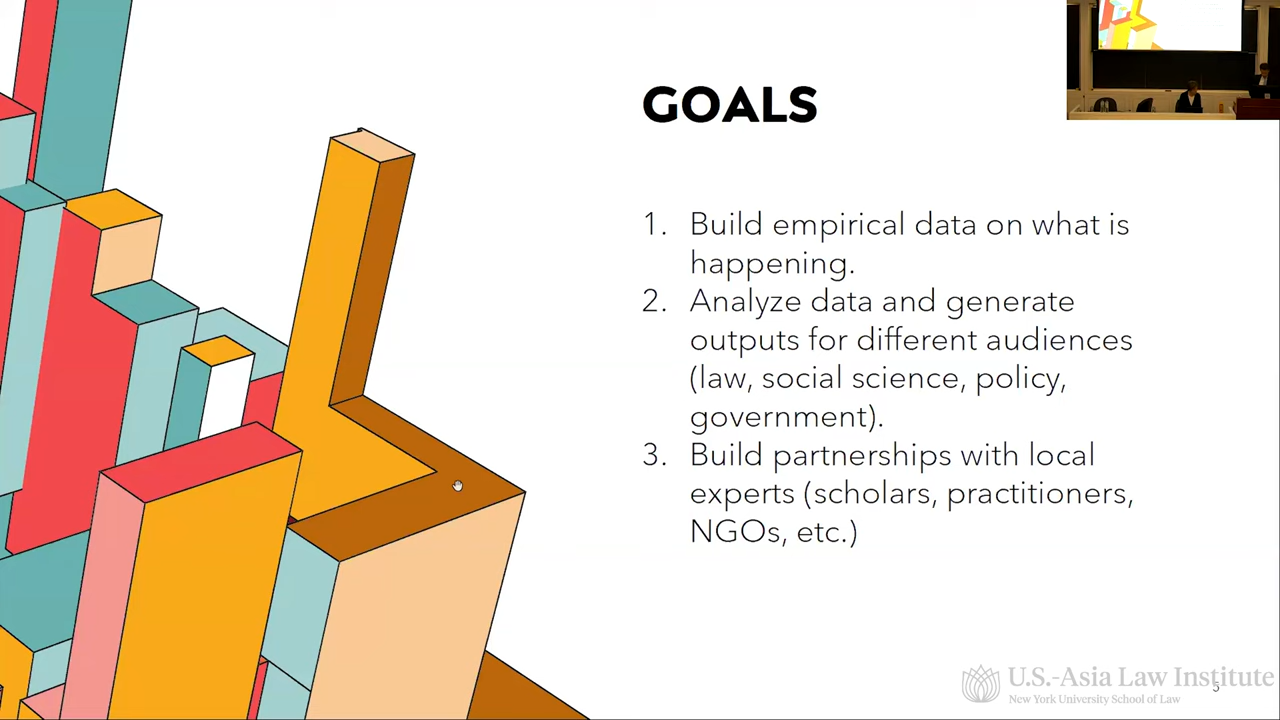 GOALS
1. Build empirical data on what is
happening.
2. Analyze data and generate
outputs for different audiences
(law, social science, policy,
government).
3. Build partnerships with local
experts (scholars, practitioners,
NGOs, etc.)
U.S.-Asia Law Institute
New York University School of Law
5